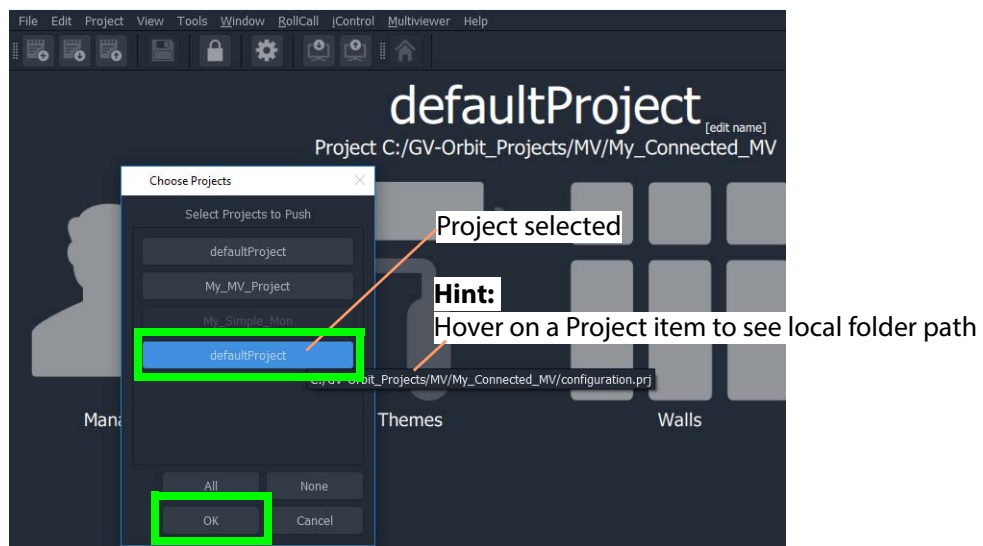 File Edit Project View Tools Window RollCall iControl Multiviewer Help
defaultProject [edit name]
Project C:/GV-Orbit_Projects/MV/My_Connected_MV
Choose Projects
Select Projects to Push
defaultProject
My_MV_Project
My_Simple_Mon
defaultProject
Project selected
Hint:
Hover on a Project item to see local folder path
C:/GV-Orbit_Projects/MV/My_Connected_MV/configuration.prj
Mana
Themes
Walls
All None
OK Cancel